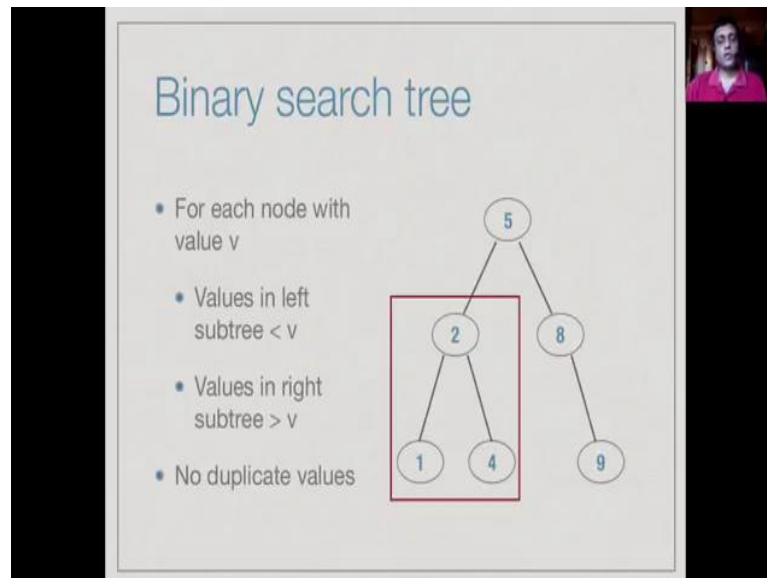 Binary search tree
• For each node with
value v
• Values in left
subtree < v
• Values in right
subtree > v
• No duplicate values
5
2
8
1
4
9